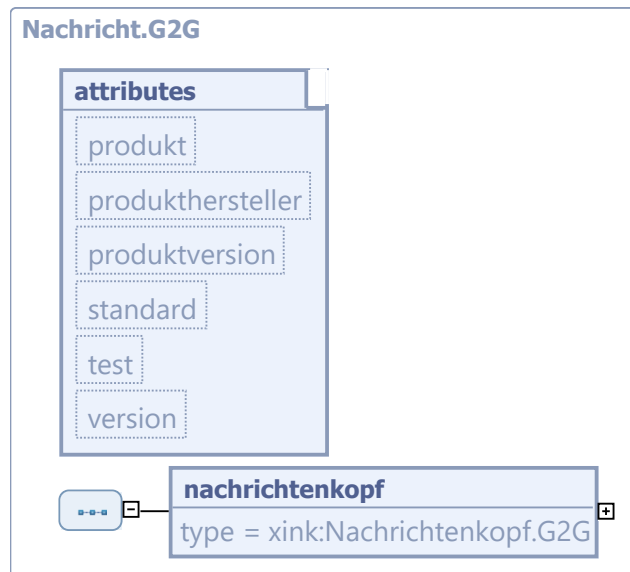 Nachricht.G2G
attributes
produkt
produkthersteller
produktversion
standard
test
version
nachrichtenkopf
type = xink:Nachrichtenkopf.G2G